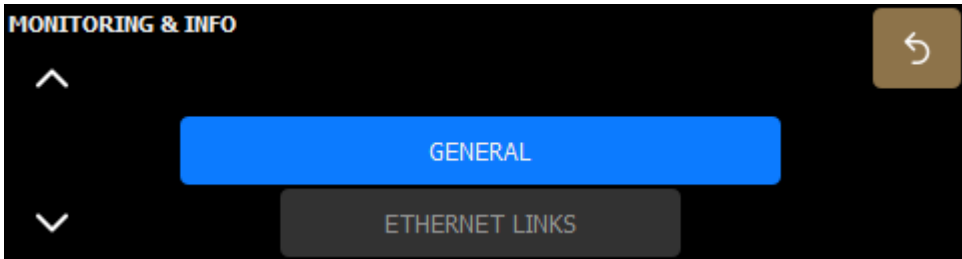 MONITORING & INFO
GENERAL
ETHERNET LINKS